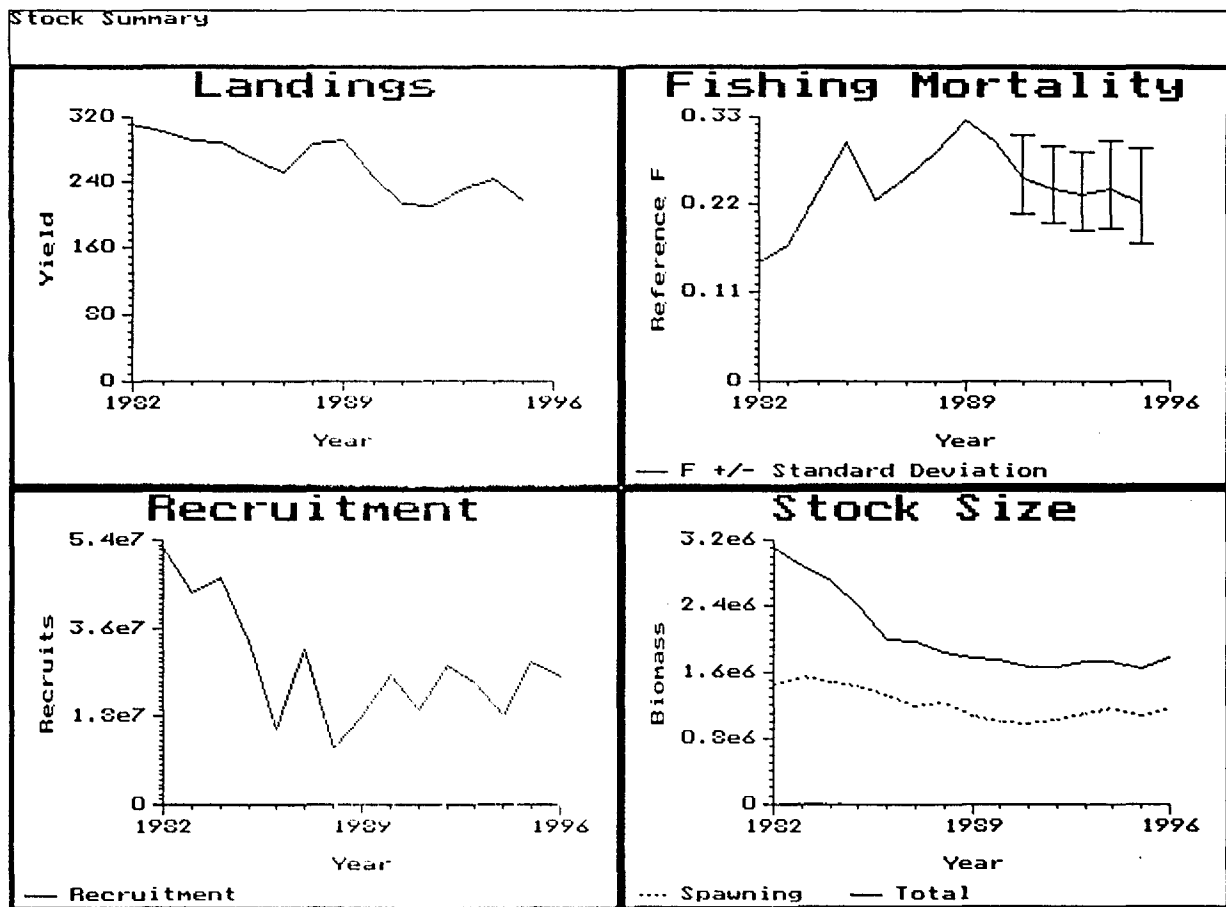 Stock Summary
Landings
320
240
160
80
0
Yield
1982 1989 1996
Year
Fishing Mortality
0.33
0.22
0.11
0
Reference F
1982 1989 1996
Year
— F +/- Standard Deviation
Recruitment
5.4e7
3.6e7
1.8e7
0
Recruits
1982 1989 1996
Year
— Recruitment
Stock Size
3.2e6
2.4e6
1.6e6
0.8e6
0
Biomass
1982 1989 1996
Year
Spawning — Total